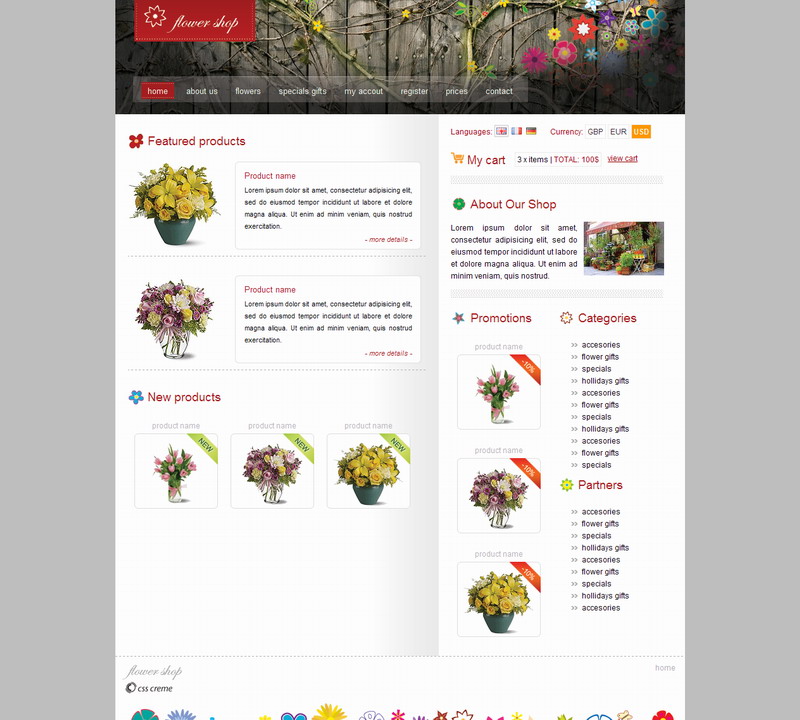 flower shop
home about us flowers specials gifts my accout register prices contact
Featured products
Product name
Lorem ipsum dolor sit amet, consectetur adipisicing elit,
sed do eiusmod tempor incididunt ut labore et dolore
magna aliqua. Ut enim ad minim veniam, quis nostrud
exercitation.
- more details -
Product name
Lorem ipsum dolor sit amet, consectetur adipisicing elit,
sed do eiusmod tempor incididunt ut labore et dolore
magna aliqua. Ut enim ad minim veniam, quis nostrud
exercitation.
- more details -
New products
product name product name product name
NEW NEW NEW
Languages: Currency: GBP EUR USD
My cart 3 x items | TOTAL: 100$ view cart
About Our Shop
Lorem ipsum dolor sit amet,
consectetur adipisicing elit, sed do
eiusmod tempor incididunt ut labore
et dolore magna aliqua. Ut enim ad
minim veniam, quis nostrud.
Promotions
product name
-10%
product name
-10%
product name
-10%
Categories
>> accesories
>> flower gifts
>> specials
>> hollidays gifts
>> accesories
>> flower gifts
>> specials
>> hollidays gifts
>> accesories
>> flower gifts
>> specials
Partners
>> accesories
>> flower gifts
>> specials
>> hollidays gifts
>> accesories
>> flower gifts
>> specials
>> hollidays gifts
>> accesories
flower shop
css creme
home